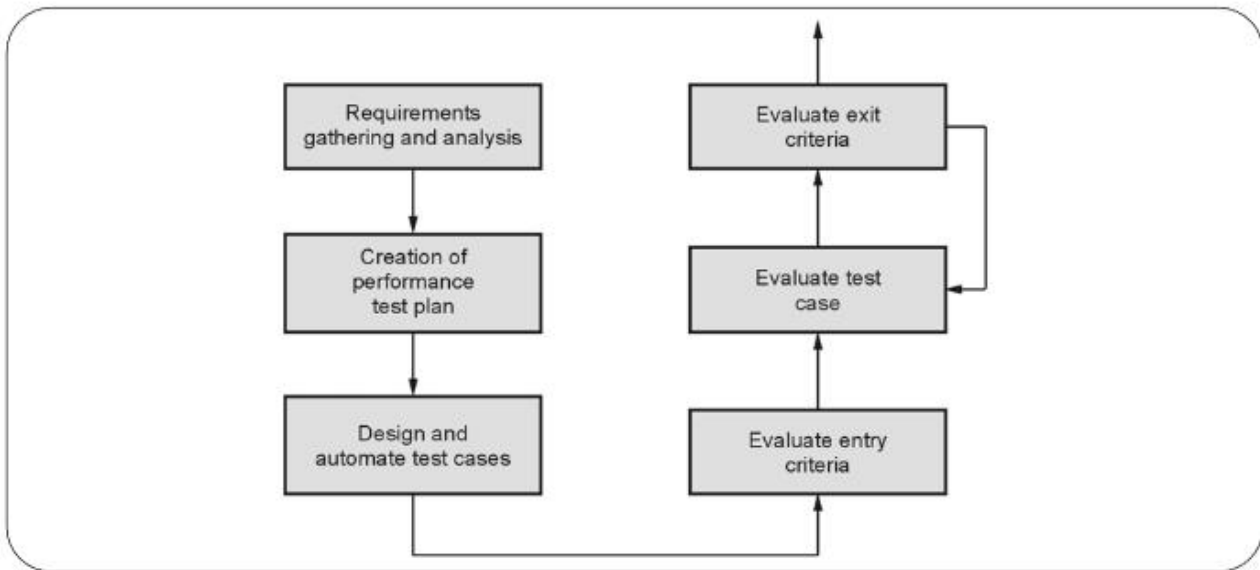 Requirements
gathering and analysis
Creation of
performance
test plan
Design and
automate test cases
Evaluate entry
criteria
Evaluate test
case
Evaluate exit
criteria